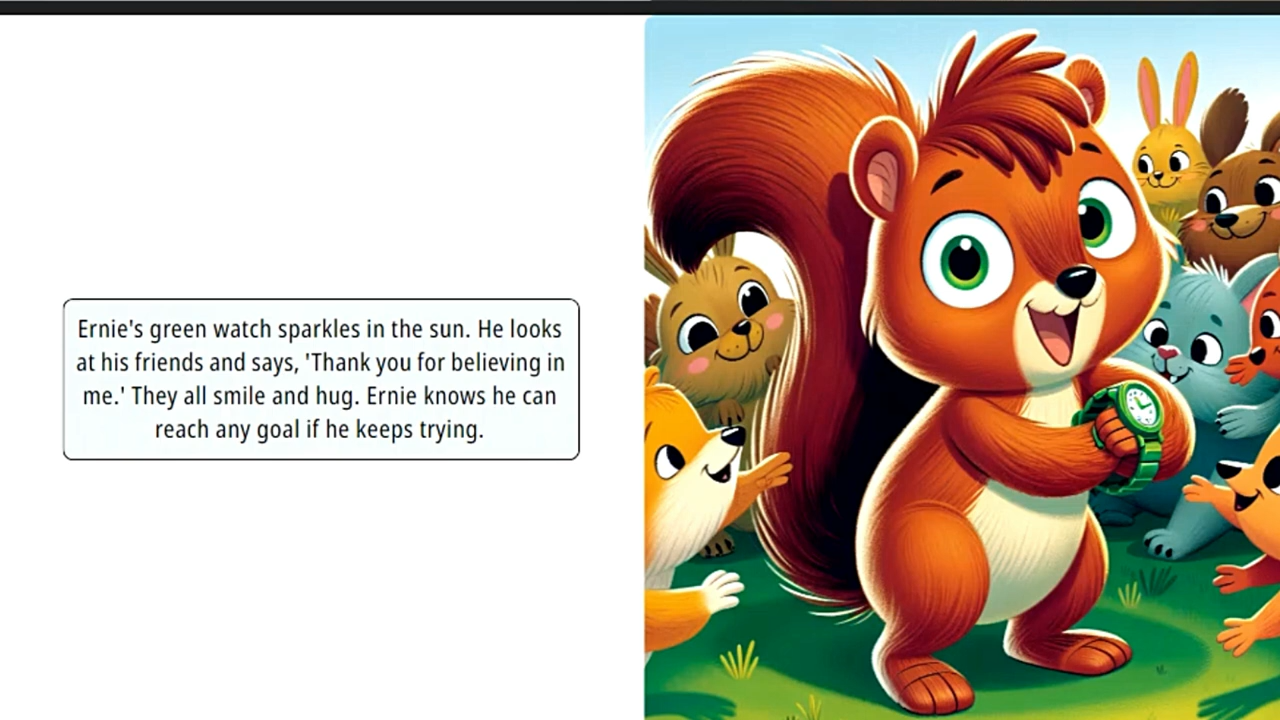 Ernie's green watch sparkles in the sun. He looks
at his friends and says, 'Thank you for believing in
me.' They all smile and hug. Ernie knows he can
reach any goal if he keeps trying.